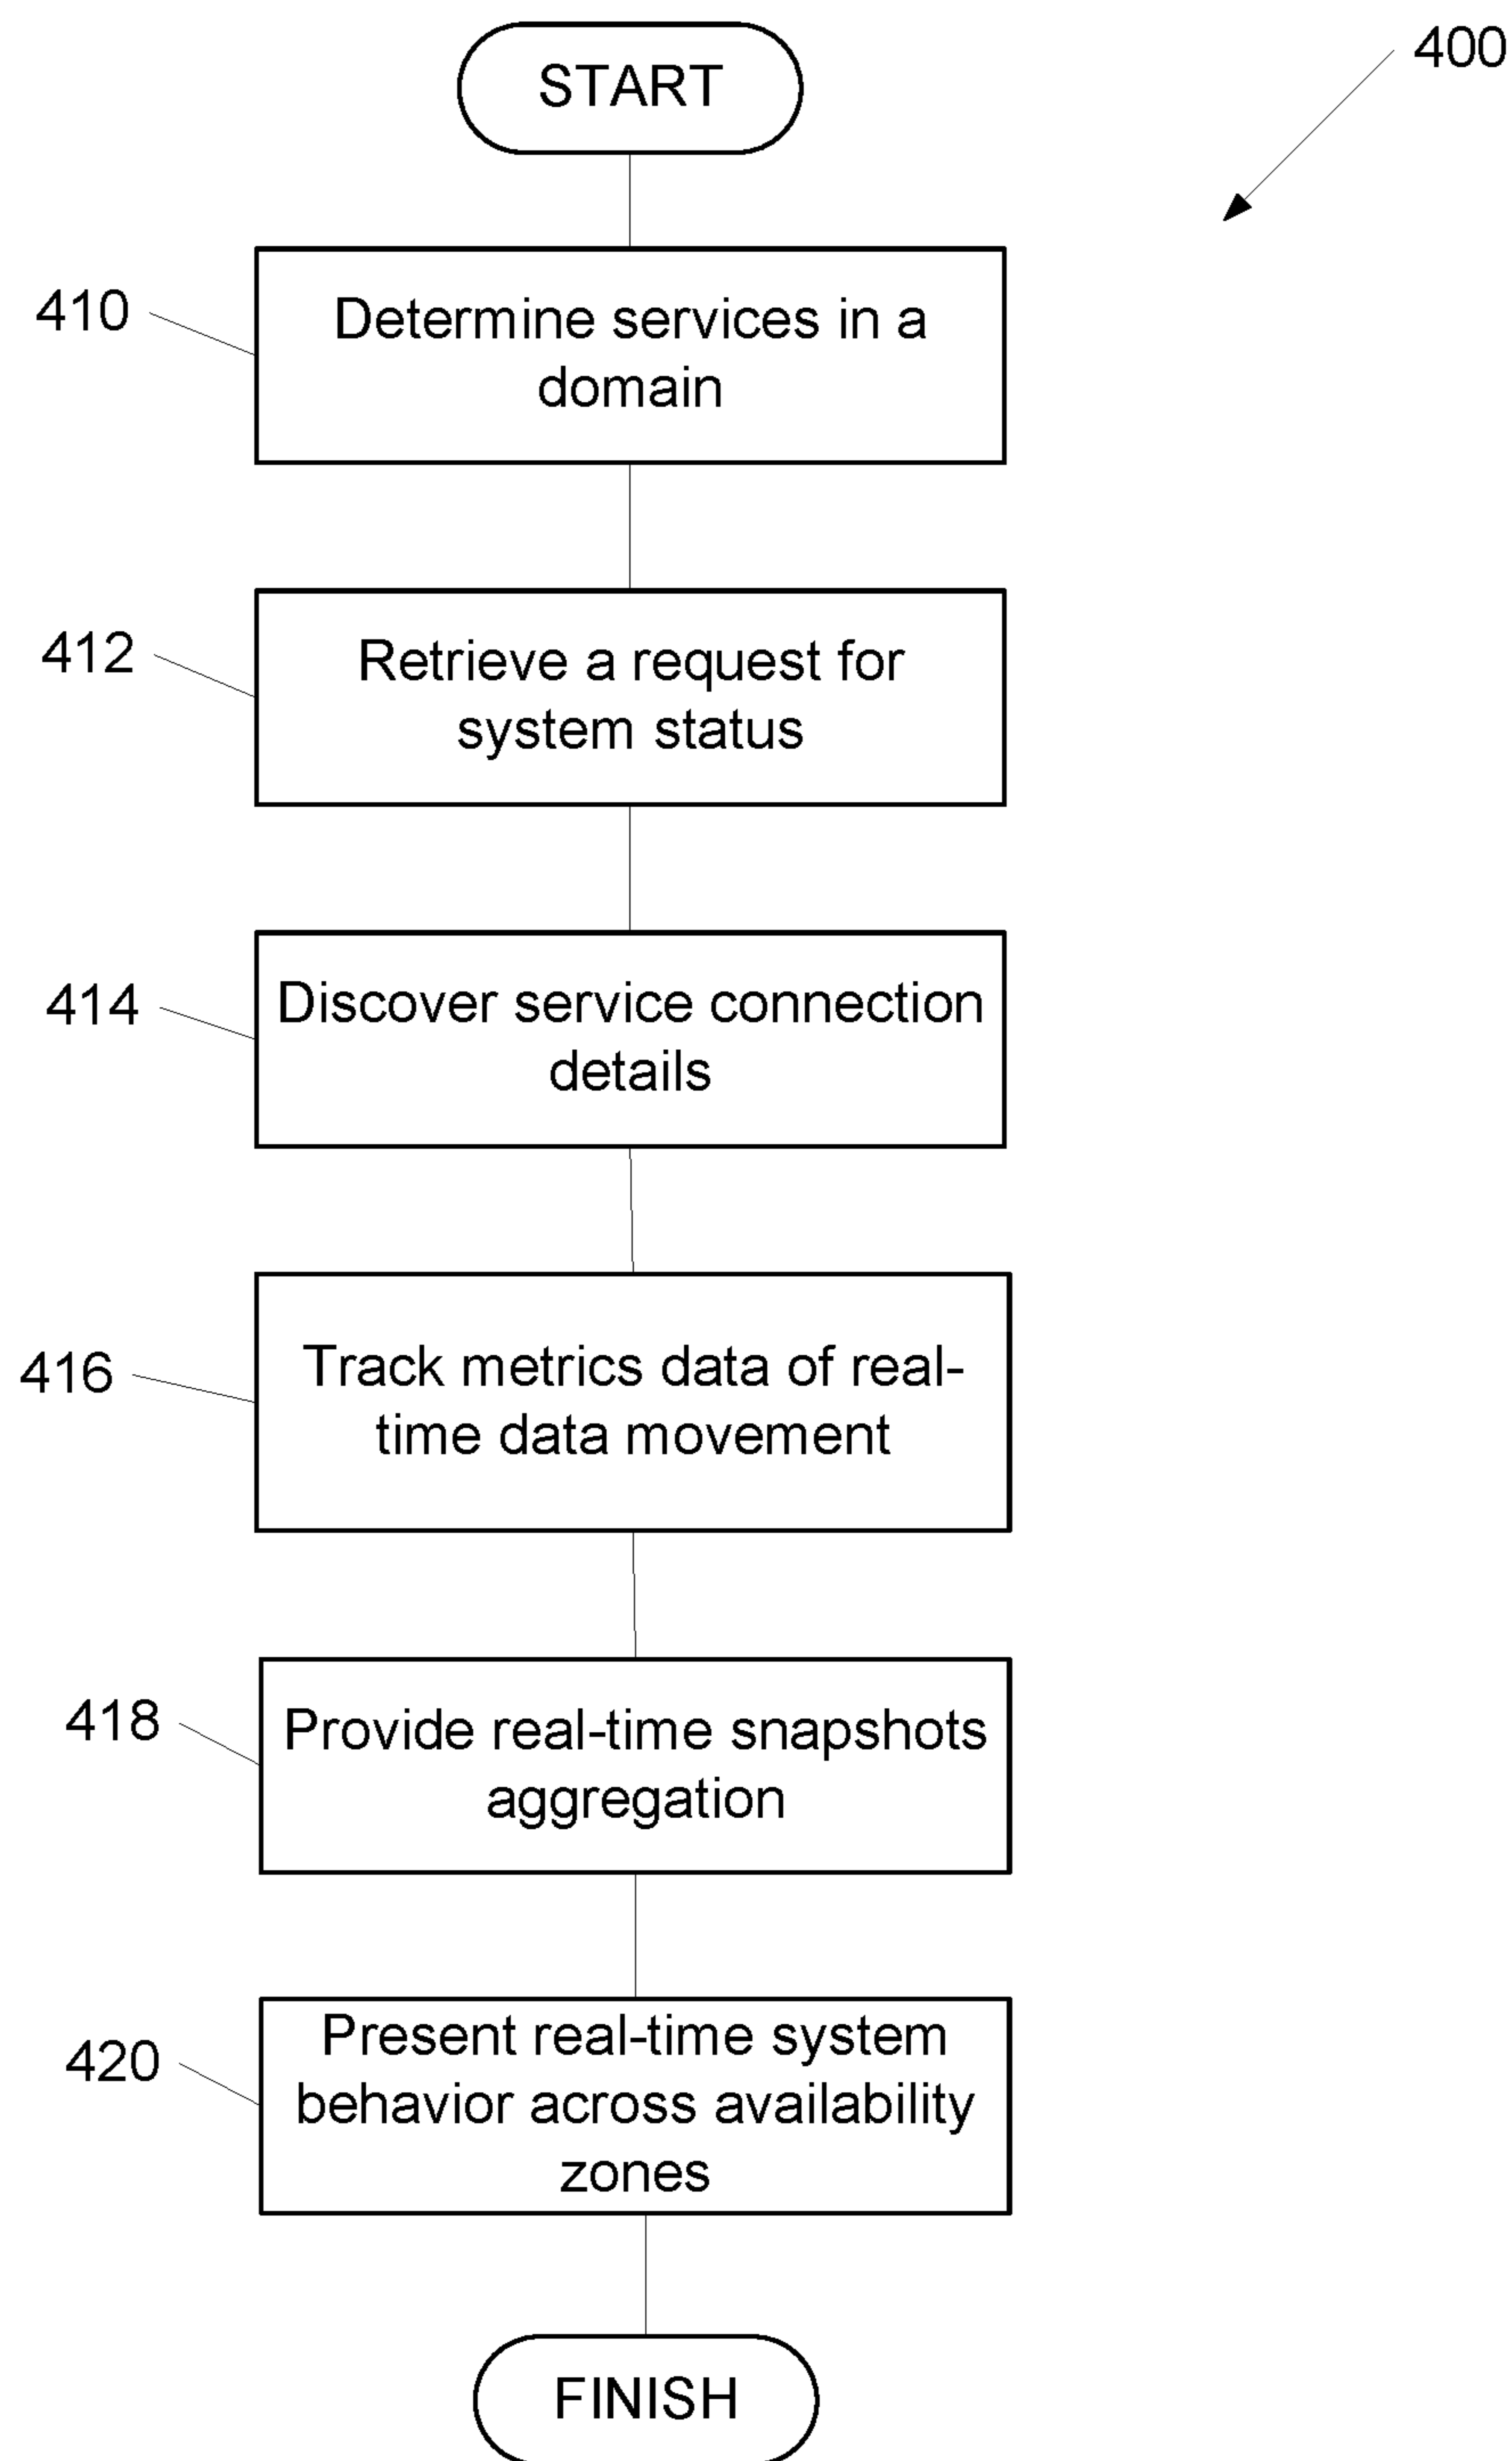 START
400
410
Determine services in a
domain
412
Retrieve a request for
system status
414
Discover service connection
details
416
Track metrics data of real-
time data movement
418
Provide real-time snapshots
aggregation
420
Present real-time system
behavior across availability
zones
FINISH